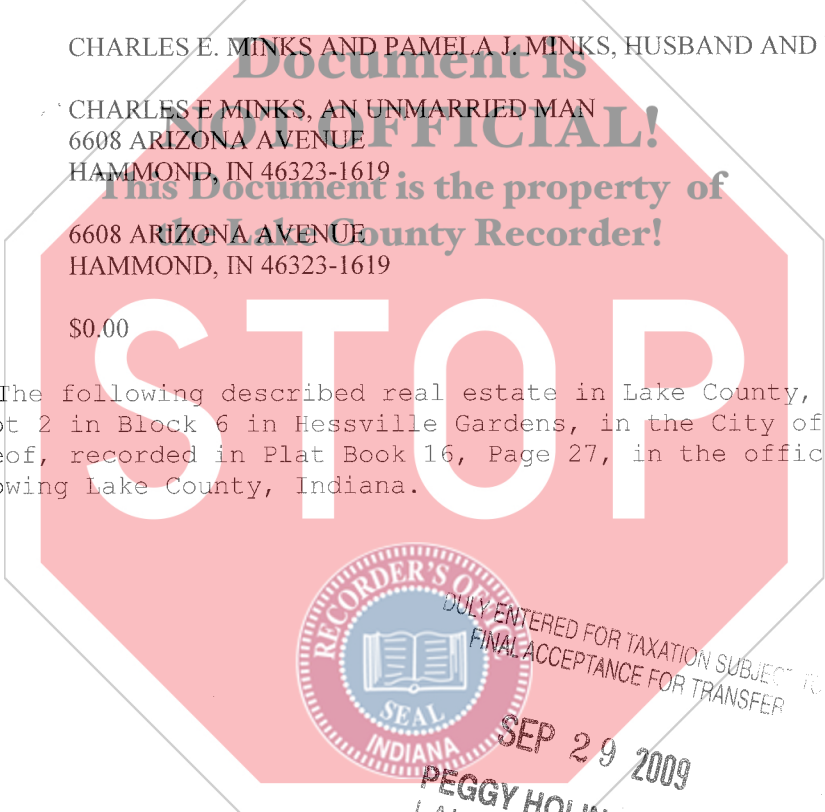 CHARLES E. MINKS AND PAMELA J. MINKS, HUSBAND AND
Document is
CHARLES E MINKS, AN UNMARRIED MAN
NOT OFFICIAL!
6608 ARIZONA AVENUE
HAMMOND, IN 46323-1619
This Document is the property of
the Lake County Recorder!
6608 ARIZONA AVENUE
HAMMOND, IN 46323-1619
$0.00
STOP
The following described real estate in Lake County,
ot 2 in Block 6 in Hessville Gardens, in the City of
eof, recorded in Plat Book 16, Page 27, in the offic
owing Lake County, Indiana.
RECORDER'S OFFICE
SEAL
INDIANA
DULY ENTERED FOR TAXATION SUBJECT TO
FINAL ACCEPTANCE FOR TRANSFER
SEP 29 2009
PEGGY